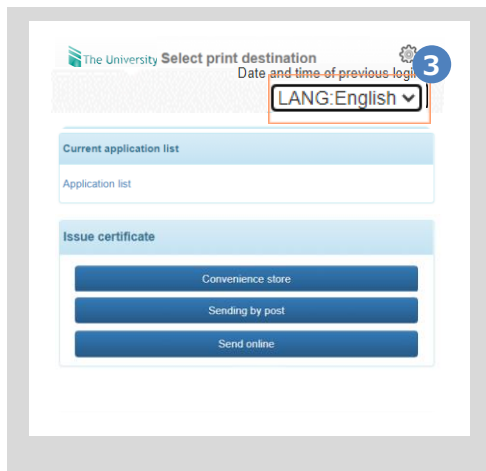 The University Select print destination
Date and time of previous login
3
LANG:English
Current application list
Application list
Issue certificate
Convenience store
Sending by post
Send online